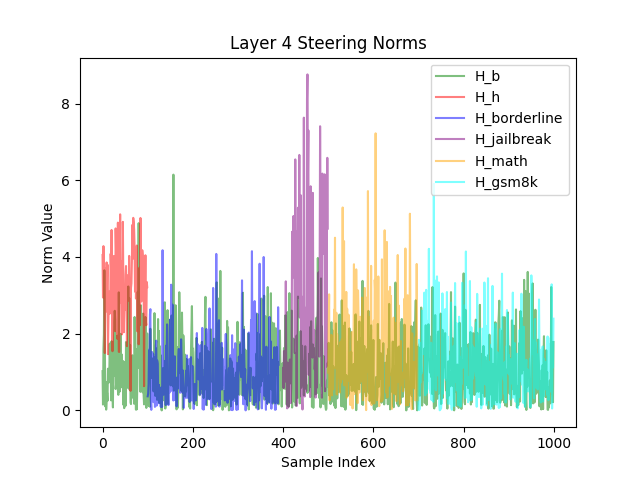 Layer 4 Steering Norms
Norm Value
8
6
4
2
0
H_b
H_h
H_borderline
H_jailbreak
H_math
H_gsm8k
0 200 400 600 800 1000
Sample Index